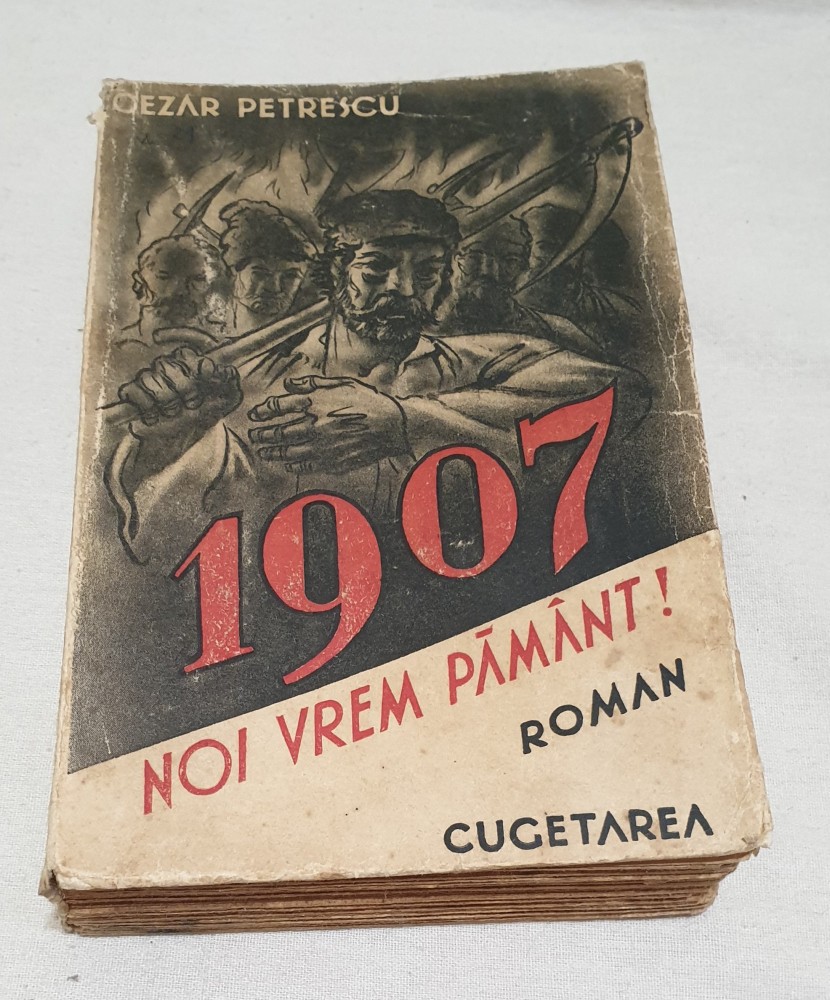 CEZAR PETRESCU
1907
NOI VREM PĂMÂNT!
ROMAN
CUGETAREA